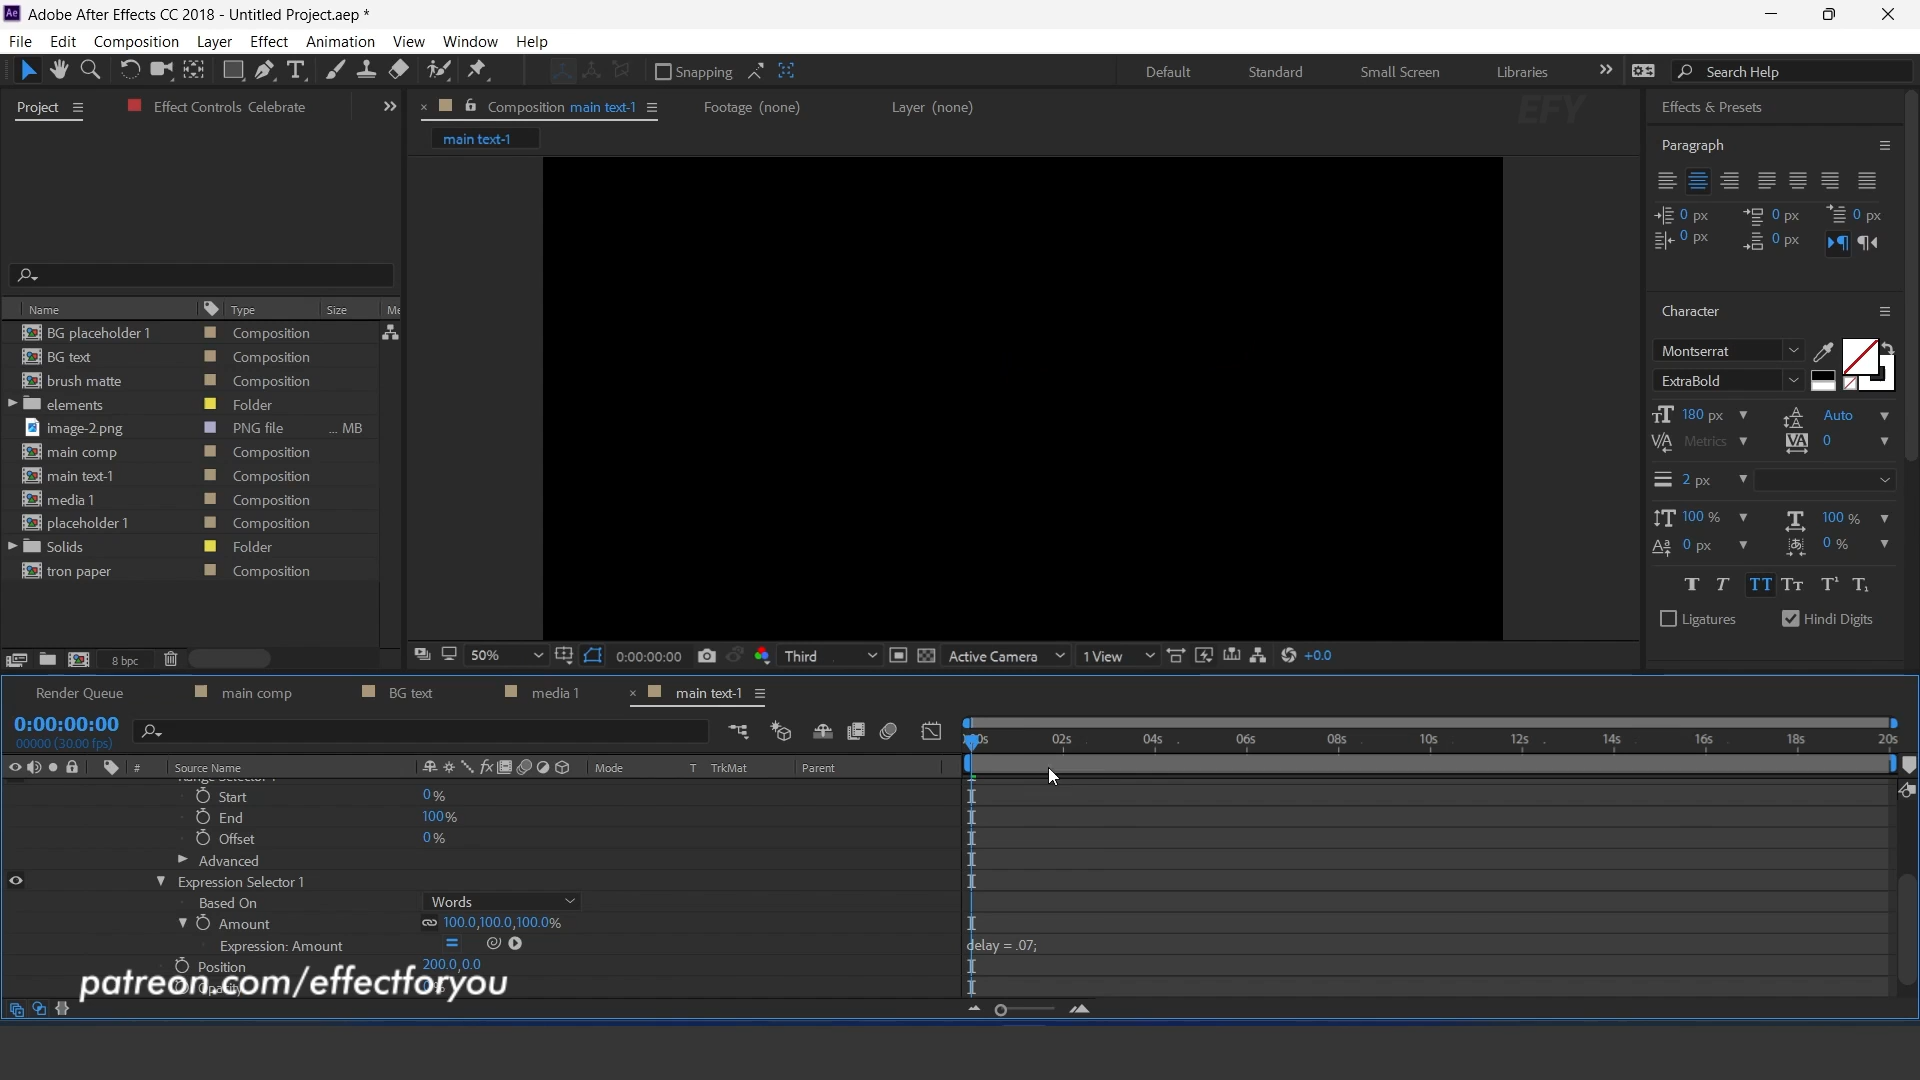 Adobe After Effects CC 2018 - Untitled Project.aep *
File Edit Composition Layer Effect Animation View Window Help
Snapping Default Standard Small Screen Libraries Search Help
Project Effect Controls Celebrate Composition main text-1 Footage (none) Layer (none) EFY Effects & Presets
main text-1
Paragraph
0 px 0 px 0 px
0 px 0 px
Name Type Size Me
BG placeholder 1 Composition
BG text Composition
brush matte Composition
elements Folder
image-2.png PNG file ... MB
main comp Composition
main text-1 Composition
media 1 Composition
placeholder 1 Composition
Solids Folder
tron paper Composition
8 bpc
Character
Montserrat
ExtraBold
180 px Auto
Metrics 0
2 px
100 % 100 %
0 px 0 %
Ligatures Hindi Digits
50% 0:00:00:00 Third Active Camera 1 View +0.0
Render Queue main comp BG text media 1 main text-1
0:00:00:00
00000 (30.00 fps)
02s 04s 06s 08s 10s 12s 14s 16s 18s 20s
# Source Name Mode T TrkMat Parent
Range Selector 1
Start 0%
End 100%
Offset 0%
Advanced
Expression Selector 1
Based On Words
Amount 100.0,100.0,100.0%
Expression: Amount delay = .07;
Position 200.0,0.0
Opacity
patreon.com/effectforyou